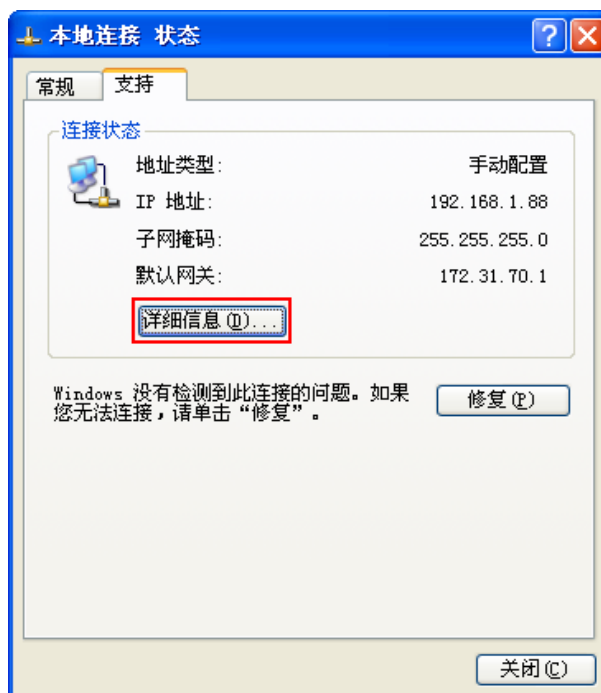 本地连接 状态
常规
支持
连接状态
地址类型: 手动配置
IP 地址: 192.168.1.88
子网掩码: 255.255.255.0
默认网关: 172.31.70.1
详细信息(D)...
Windows 没有检测到此连接的问题。如果
您无法连接，请单击“修复”。
修复(P)
关闭(C)